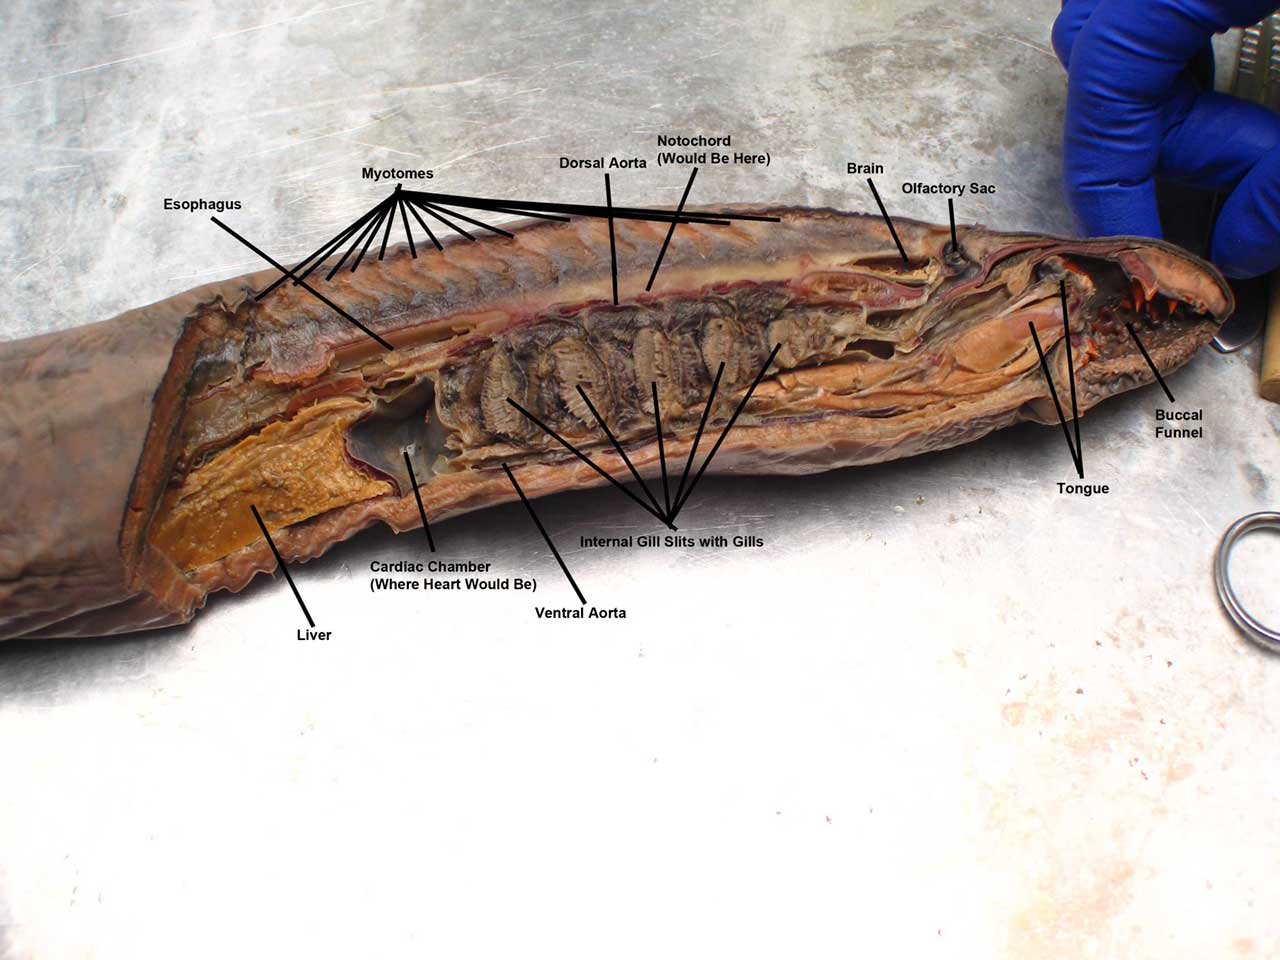 Notochord
(Would Be Here)
Dorsal Aorta
Myotomes
Brain
Olfactory Sac
Esophagus
Buccal
Funnel
Tongue
Internal Gill Slits with Gills
Cardiac Chamber
(Where Heart Would Be)
Ventral Aorta
Liver